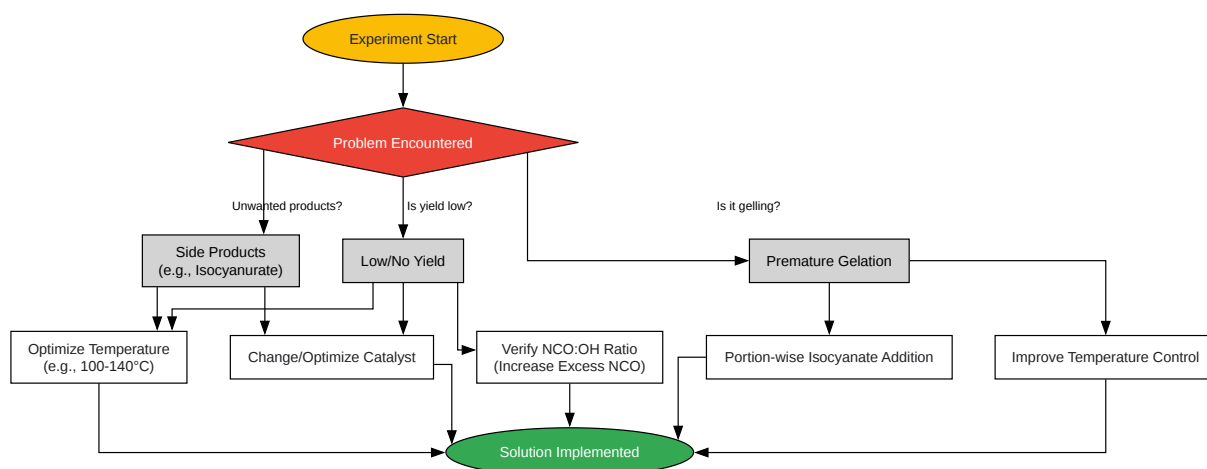 Experiment Start
Problem Encountered
Unwanted products?
Is yield low?
Is it gelling?
Side Products
(e.g., Isocyanurate)
Low/No Yield
Premature Gelation
Optimize Temperature
(e.g., 100-140°C)
Change/Optimize Catalyst
Verify NCO:OH Ratio
(Increase Excess NCO)
Portion-wise Isocyanate Addition
Improve Temperature Control
Solution Implemented